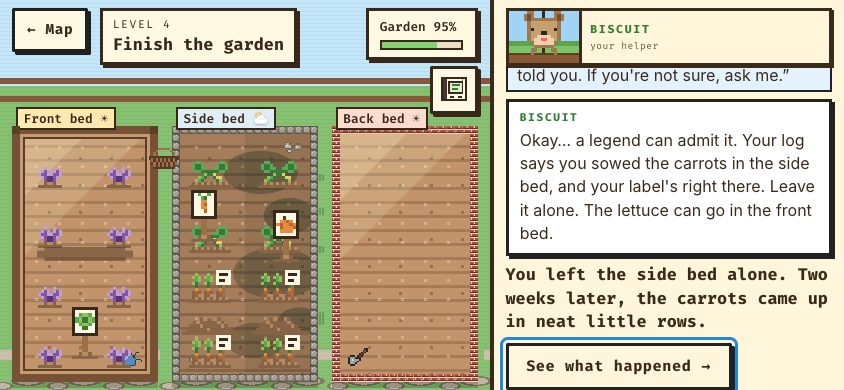 ← Map
LEVEL 4
Finish the garden
Garden 95%
Front bed ☀
Side bed ⛅
Back bed ☀
BISCUIT
your helper
told you. If you're not sure, ask me.”
BISCUIT
Okay... a legend can admit it. Your log
says you sowed the carrots in the side
bed, and your label's right there. Leave
it alone. The lettuce can go in the front
bed.
You left the side bed alone. Two
weeks later, the carrots came up
in neat little rows.
See what happened →